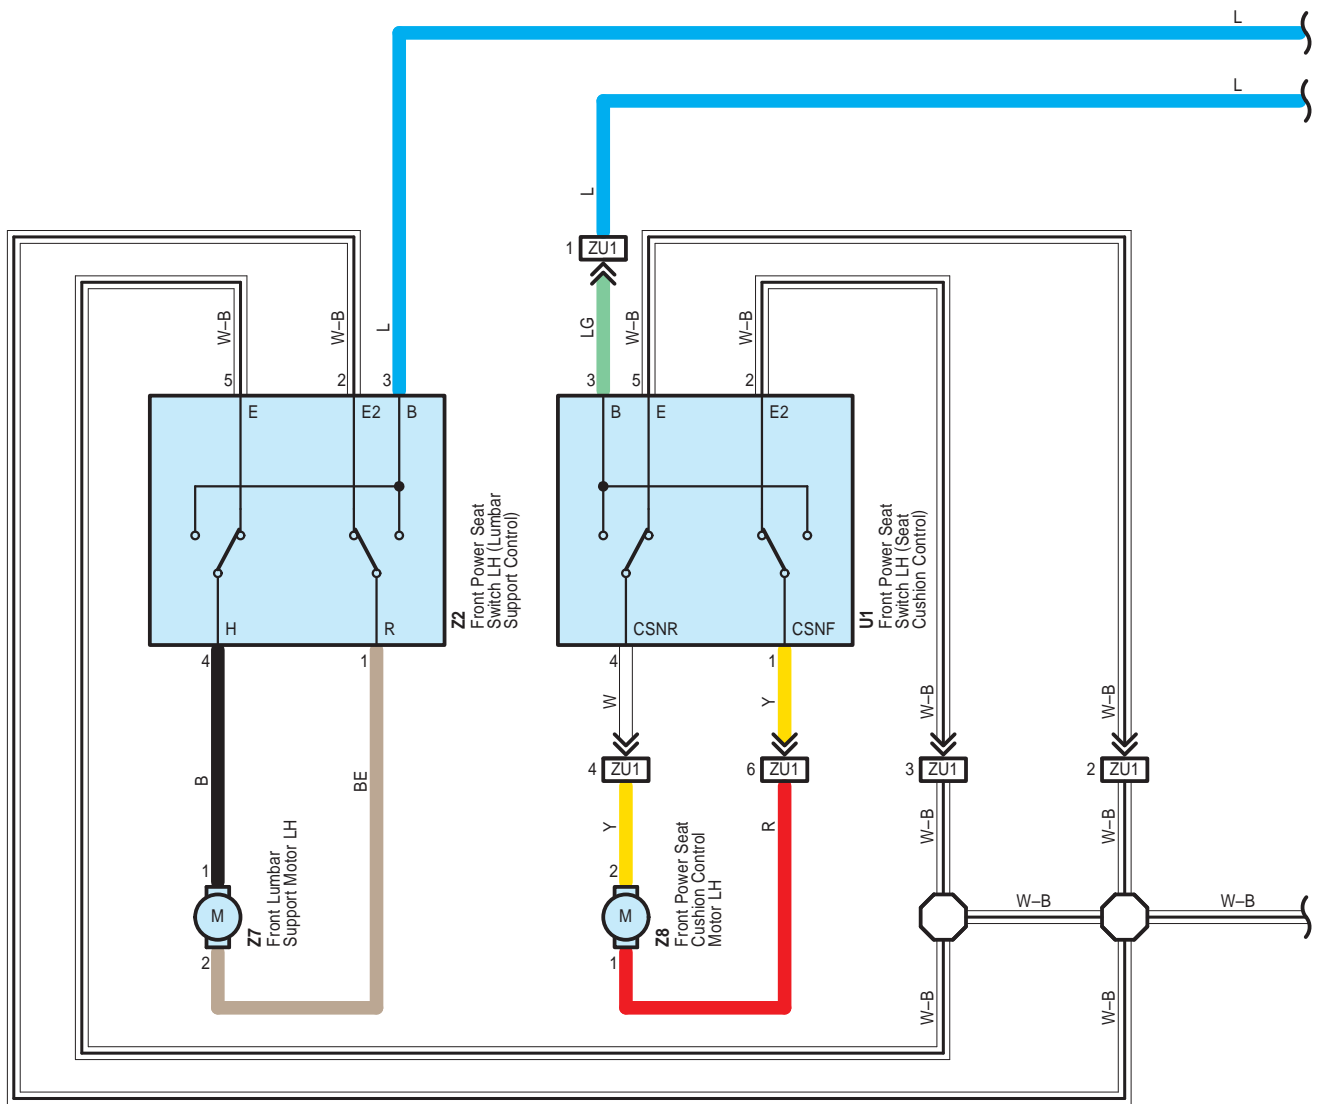 L
L
L
1 ZU1
W–B
W–B
L
LG
W–B
W–B
5
2
3
3
5
2
E
E2
B
B
E
E2
Z2
Front Power Seat
Switch LH (Lumbar
Support Control)
U1
Front Power Seat
Switch LH (Seat
Cushion Control)
H
R
CSNR
CSNF
4
1
4
1
W
Y
W–B
W–B
4 ZU1
6 ZU1
3 ZU1
2 ZU1
B
BE
Y
R
W–B
W–B
1
2
M
M
Z7
Front Lumbar
Support Motor LH
Z8
Front Power Seat
Cushion Control
Motor LH
2
1
W–B
W–B
W–B
W–B